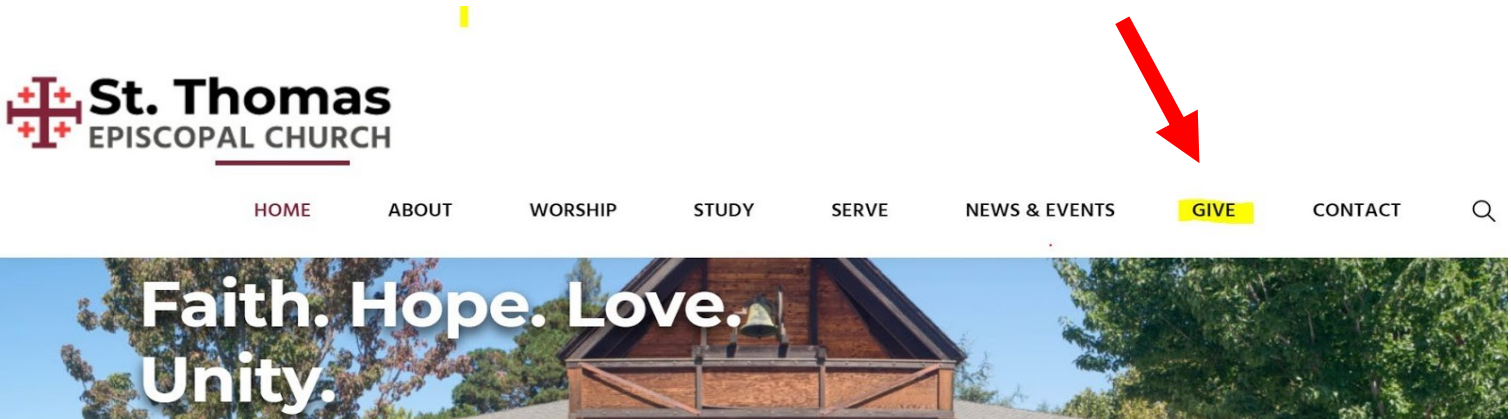 St. Thomas
EPISCOPAL CHURCH
HOME ABOUT WORSHIP STUDY SERVE NEWS & EVENTS GIVE CONTACT
Faith. Hope. Love.
Unity.